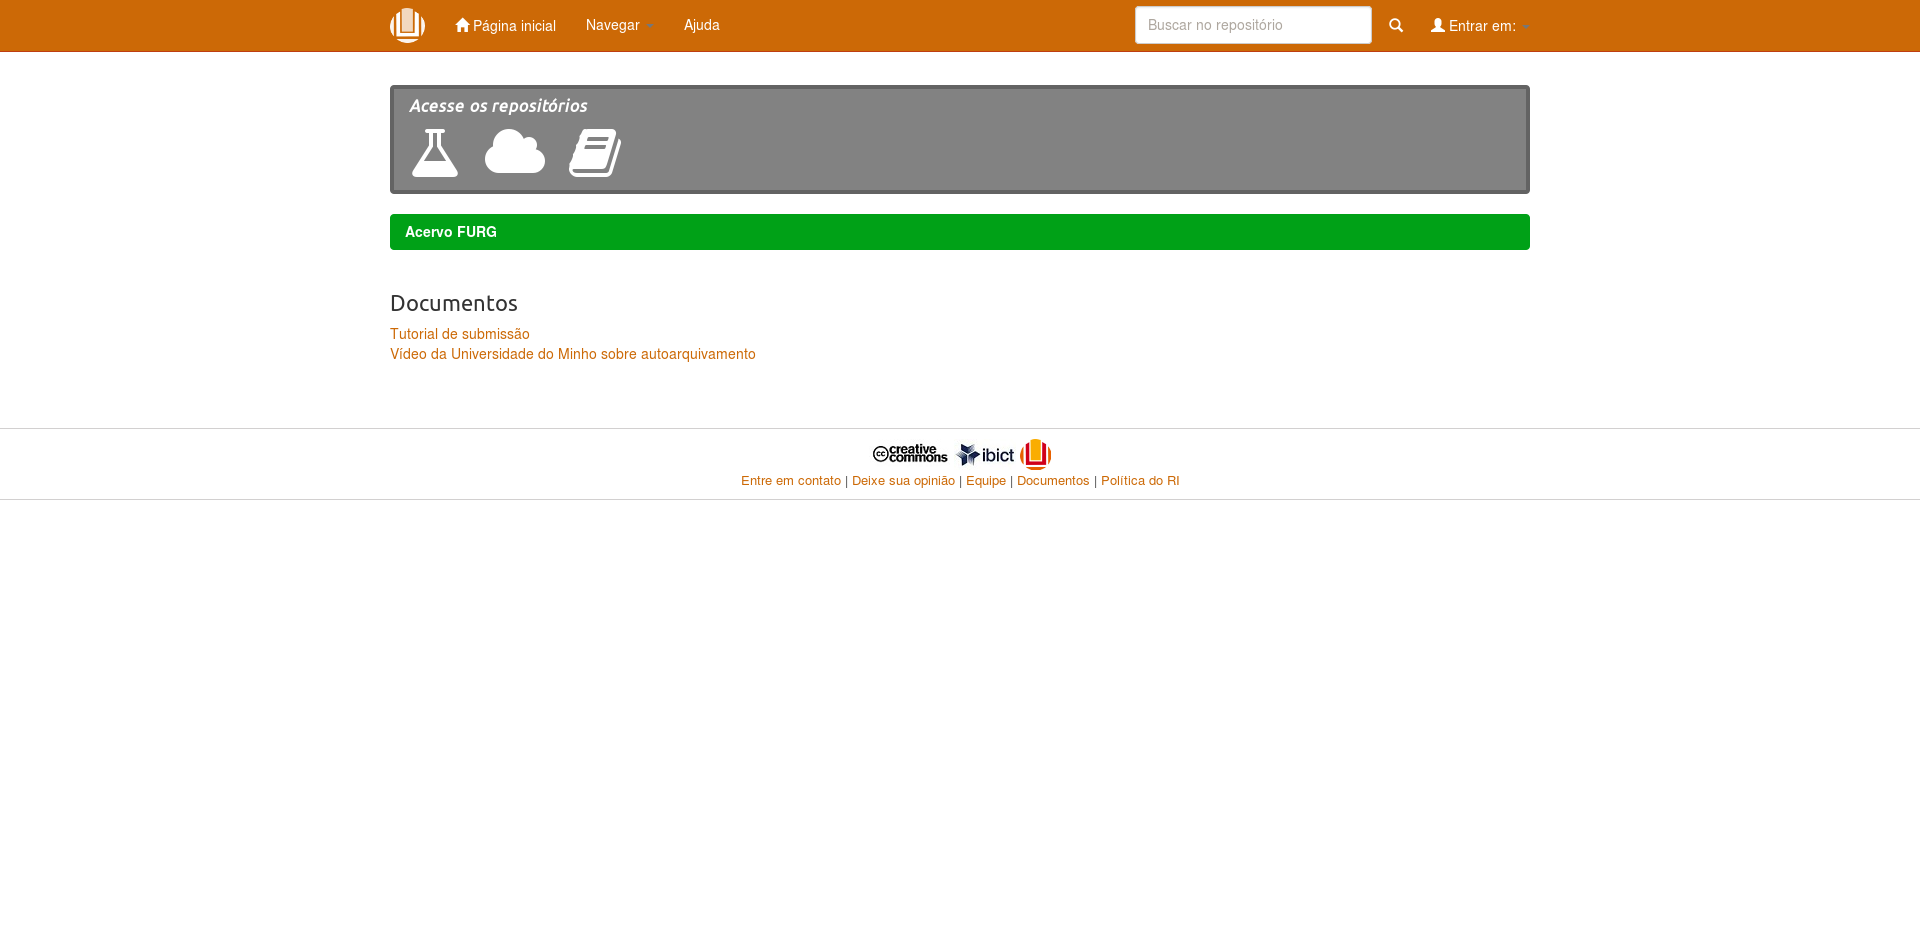 Página inicial
Navegar
Ajuda
Buscar no repositório
Entrar em:
Acesse os repositórios
Acervo FURG
Documentos
Tutorial de submissão
Vídeo da Universidade do Minho sobre autoarquivamento
cc creative commons
ibict
Entre em contato | Deixe sua opinião | Equipe | Documentos | Política do RI